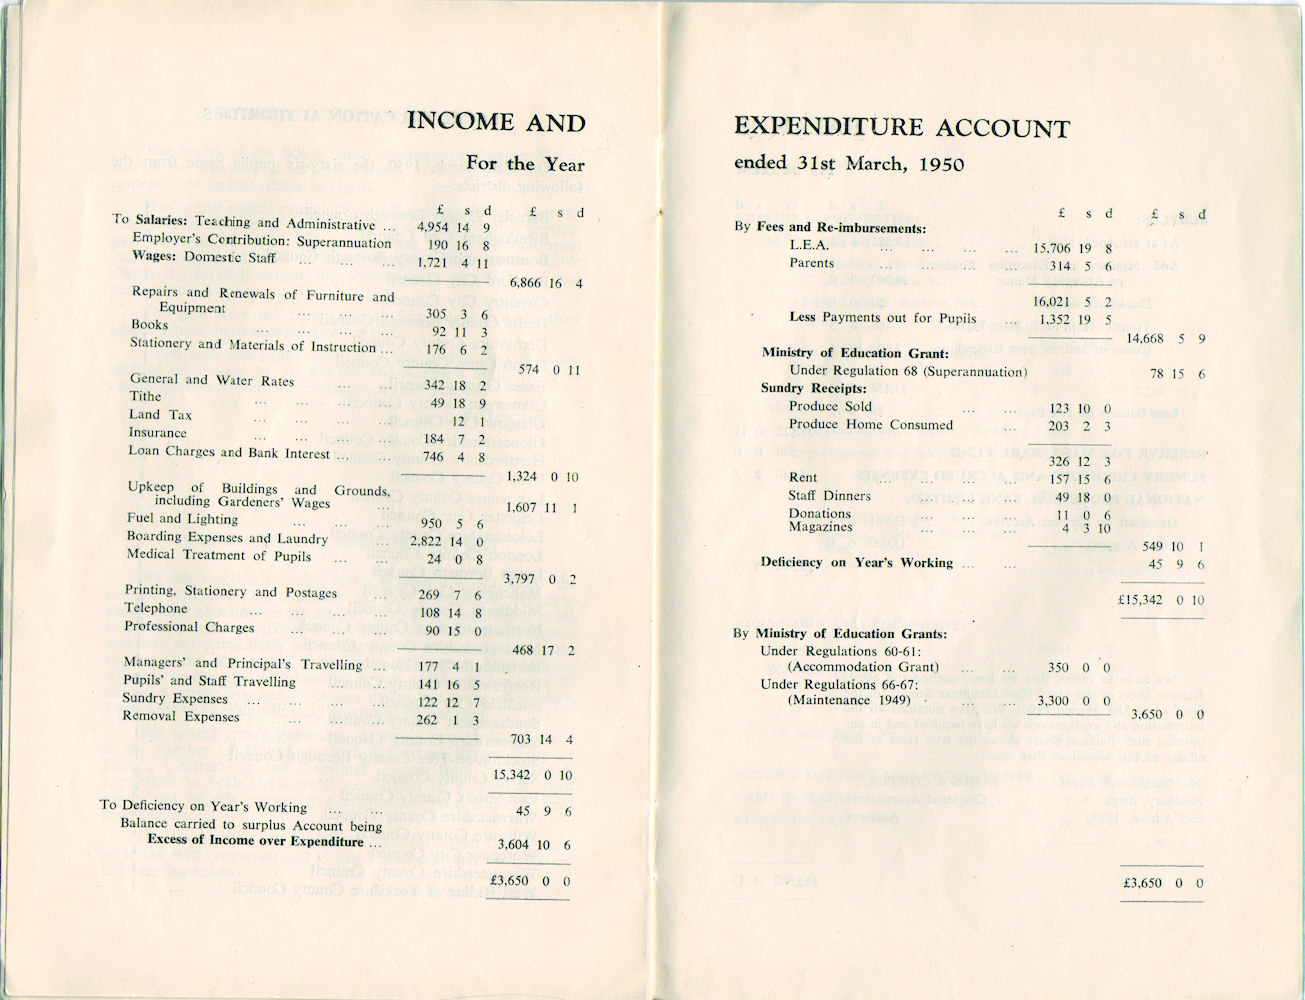 INCOME AND
For the Year
£ s d £ s d
To Salaries: Teaching and Administrative ... 4,954 14 9
Employer's Contribution: Superannuation 190 16 8
Wages: Domestic Staff ... ... ... 1,721 4 11
6,866 16 4
Repairs and Renewals of Furniture and
Equipment 305 3 6
Books ... ... ... ... 92 11 3
Stationery and Materials of Instruction ... 176 6 2
574 0 11
General and Water Rates ... ... 342 18 2
Tithe ... ... ... ... 49 18 9
Land Tax ... ... ... ... 12 1
Insurance ... ... ... 184 7 2
Loan Charges and Bank Interest ... ... 746 4 8
1,324 0 10
Upkeep of Buildings and Grounds,
including Gardeners' Wages 1,607 11 1
Fuel and Lighting ... ... ... 950 5 6
Boarding Expenses and Laundry ... ... 2,822 14 0
Medical Treatment of Pupils ... ... 24 0 8
3,797 0 2
Printing, Stationery and Postages ... 269 7 6
Telephone ... ... ... ... 108 14 8
Professional Charges ... ... ... 90 15 0
468 17 2
Managers' and Principal's Travelling ... ... 177 4 1
Pupils' and Staff Travelling ... ... 141 16 5
Sundry Expenses ... ... ... ... 122 12 7
Removal Expenses ... ... ... 262 1 3
703 14 4
15,342 0 10
To Deficiency on Year's Working ... ... 45 9 6
Balance carried to surplus Account being
Excess of Income over Expenditure ... 3,604 10 6
£3,650 0 0
EXPENDITURE ACCOUNT
ended 31st March, 1950
£ s d £ s d
By Fees and Re-imbursements:
L.E.A. ... ... ... ... 15,706 19 8
Parents ... ... ... ... 314 5 6
16,021 5 2
Less Payments out for Pupils ... 1,352 19 5
14,668 5 9
Ministry of Education Grant:
Under Regulation 68 (Superannuation) 78 15 6
Sundry Receipts:
Produce Sold ... ... 123 10 0
Produce Home Consumed ... 203 2 3
326 12 3
Rent ... ... ... ... 157 15 6
Staff Dinners ... ... ... 49 18 0
Donations ... ... ... 11 0 6
Magazines ... ... ... 4 3 10
549 10 1
Deficiency on Year's Working ... ... 45 9 6
£15,342 0 10
By Ministry of Education Grants:
Under Regulations 60-61:
(Accommodation Grant) ... ... 350 0 0
Under Regulations 66-67:
(Maintenance 1949) ... ... 3,300 0 0
3,650 0 0
£3,650 0 0